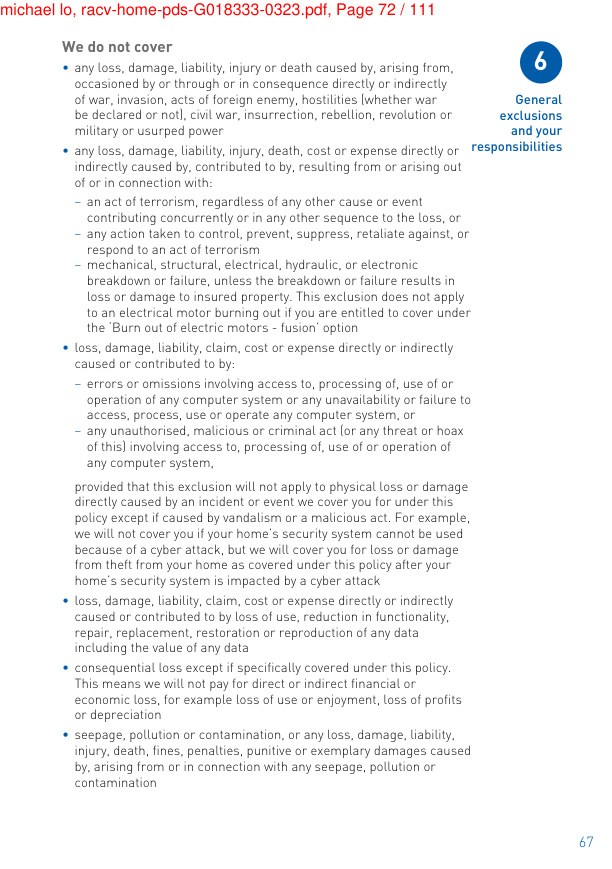 michael lo, racv-home-pds-G018333-0323.pdf, Page 72 / 111
We do not cover
• any loss, damage, liability, injury or death caused by, arising from,
occasioned by or through or in consequence directly or indirectly
of war, invasion, acts of foreign enemy, hostilities (whether war
be declared or not), civil war, insurrection, rebellion, revolution or
military or usurped power
• any loss, damage, liability, injury, death, cost or expense directly or
indirectly caused by, contributed to by, resulting from or arising out
of or in connection with:
– an act of terrorism, regardless of any other cause or event
contributing concurrently or in any other sequence to the loss, or
– any action taken to control, prevent, suppress, retaliate against, or
respond to an act of terrorism
– mechanical, structural, electrical, hydraulic, or electronic
breakdown or failure, unless the breakdown or failure results in
loss or damage to insured property. This exclusion does not apply
to an electrical motor burning out if you are entitled to cover under
the ‘Burn out of electric motors - fusion’ option
• loss, damage, liability, claim, cost or expense directly or indirectly
caused or contributed to by:
– errors or omissions involving access to, processing of, use of or
operation of any computer system or any unavailability or failure to
access, process, use or operate any computer system, or
– any unauthorised, malicious or criminal act (or any threat or hoax
of this) involving access to, processing of, use of or operation of
any computer system,
provided that this exclusion will not apply to physical loss or damage
directly caused by an incident or event we cover you for under this
policy except if caused by vandalism or a malicious act. For example,
we will not cover you if your home’s security system cannot be used
because of a cyber attack, but we will cover you for loss or damage
from theft from your home as covered under this policy after your
home’s security system is impacted by a cyber attack
• loss, damage, liability, claim, cost or expense directly or indirectly
caused or contributed to by loss of use, reduction in functionality,
repair, replacement, restoration or reproduction of any data
including the value of any data
• consequential loss except if specifically covered under this policy.
This means we will not pay for direct or indirect financial or
economic loss, for example loss of use or enjoyment, loss of profits
or depreciation
• seepage, pollution or contamination, or any loss, damage, liability,
injury, death, fines, penalties, punitive or exemplary damages caused
by, arising from or in connection with any seepage, pollution or
contamination
6
General
exclusions
and your
responsibilities
67